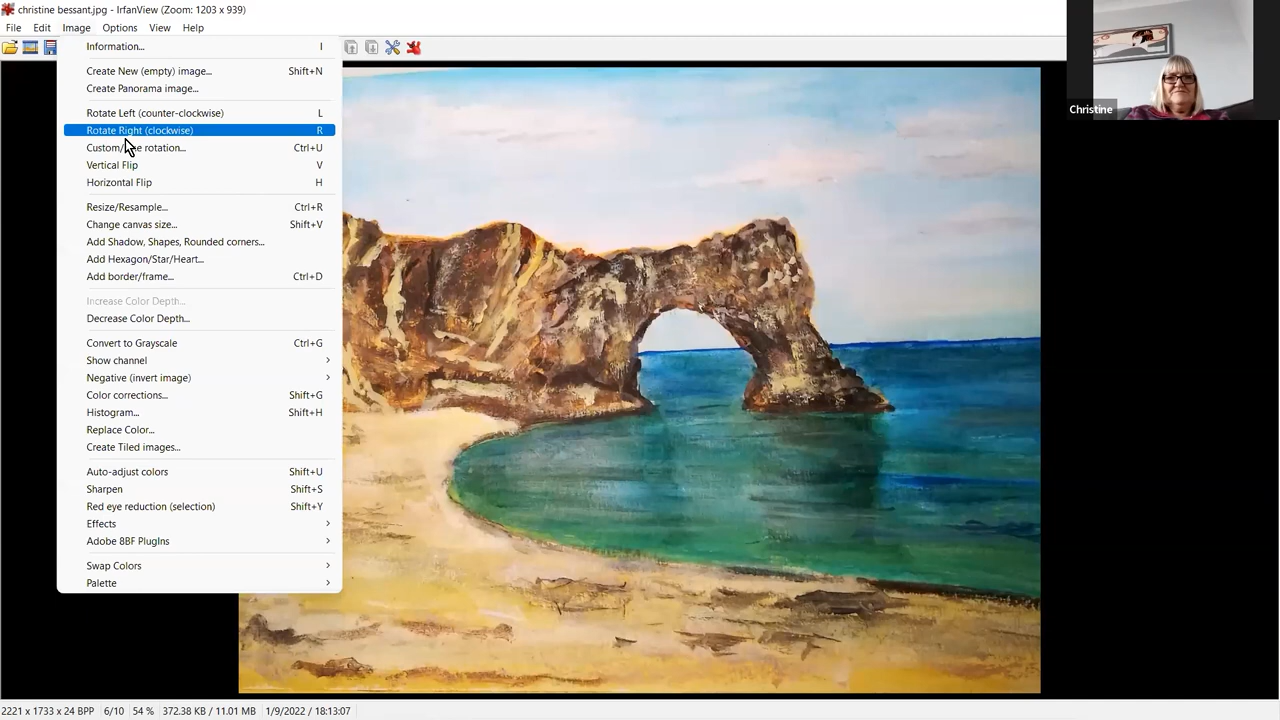 christine bessant.jpg - IrfanView (Zoom: 1203 x 939)
File Edit Image Options View Help
Information... I
Create New (empty) image... Shift+N
Create Panorama image...
Rotate Left (counter-clockwise) L
Rotate Right (clockwise) R
Custom/ rotation... Ctrl+U
Vertical Flip V
Horizontal Flip H
Resize/Resample... Ctrl+R
Change canvas size... Shift+V
Add Shadow, Shapes, Rounded corners...
Add Hexagon/Star/Heart...
Add border/frame... Ctrl+D
Increase Color Depth...
Decrease Color Depth...
Convert to Grayscale Ctrl+G
Show channel
Negative (invert image)
Color corrections... Shift+G
Histogram... Shift+H
Replace Color...
Create Tiled images...
Auto-adjust colors Shift+U
Sharpen Shift+S
Red eye reduction (selection) Shift+Y
Effects
Adobe 8BF PlugIns
Swap Colors
Palette
Christine
2221 x 1733 x 24 BPP 6/10 54 % 372.38 KB / 11.01 MB 1/9/2022 / 18:13:07